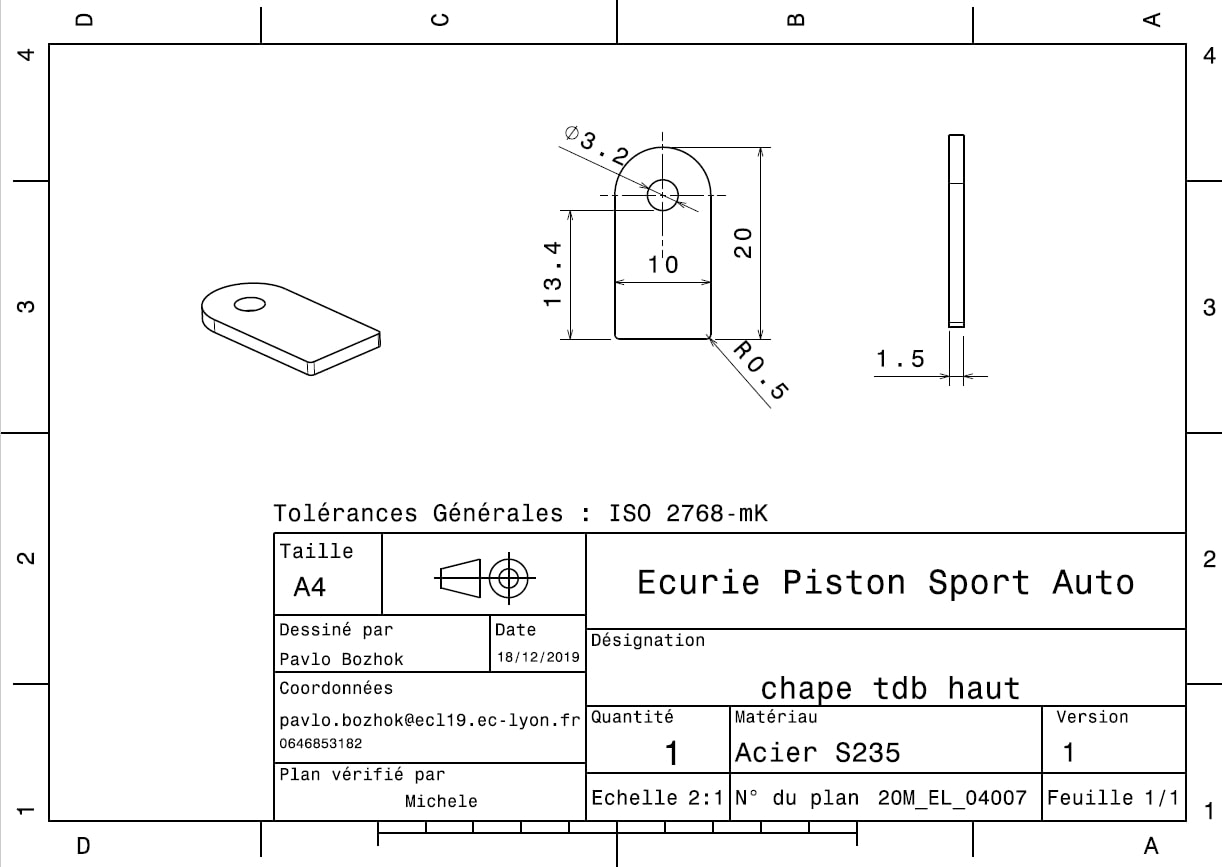 D C B A
4 4
Ø3.2
20
10
13.4
R0.5
1.5
3 3
Tolérances Générales : ISO 2768-mK
2 2
Taille
A4
Ecurie Piston Sport Auto
Dessiné par
Pavlo Bozhok
Date
18/12/2019
Désignation
chape tdb haut
Coordonnées
pavlo.bozhok@ecl19.ec-lyon.fr
0646853182
Quantité
1
Matériau
Acier S235
Version
1
Plan vérifié par
Michele
Echelle 2:1
N° du plan 20M_EL_04007
Feuille 1/1
1 1
D A